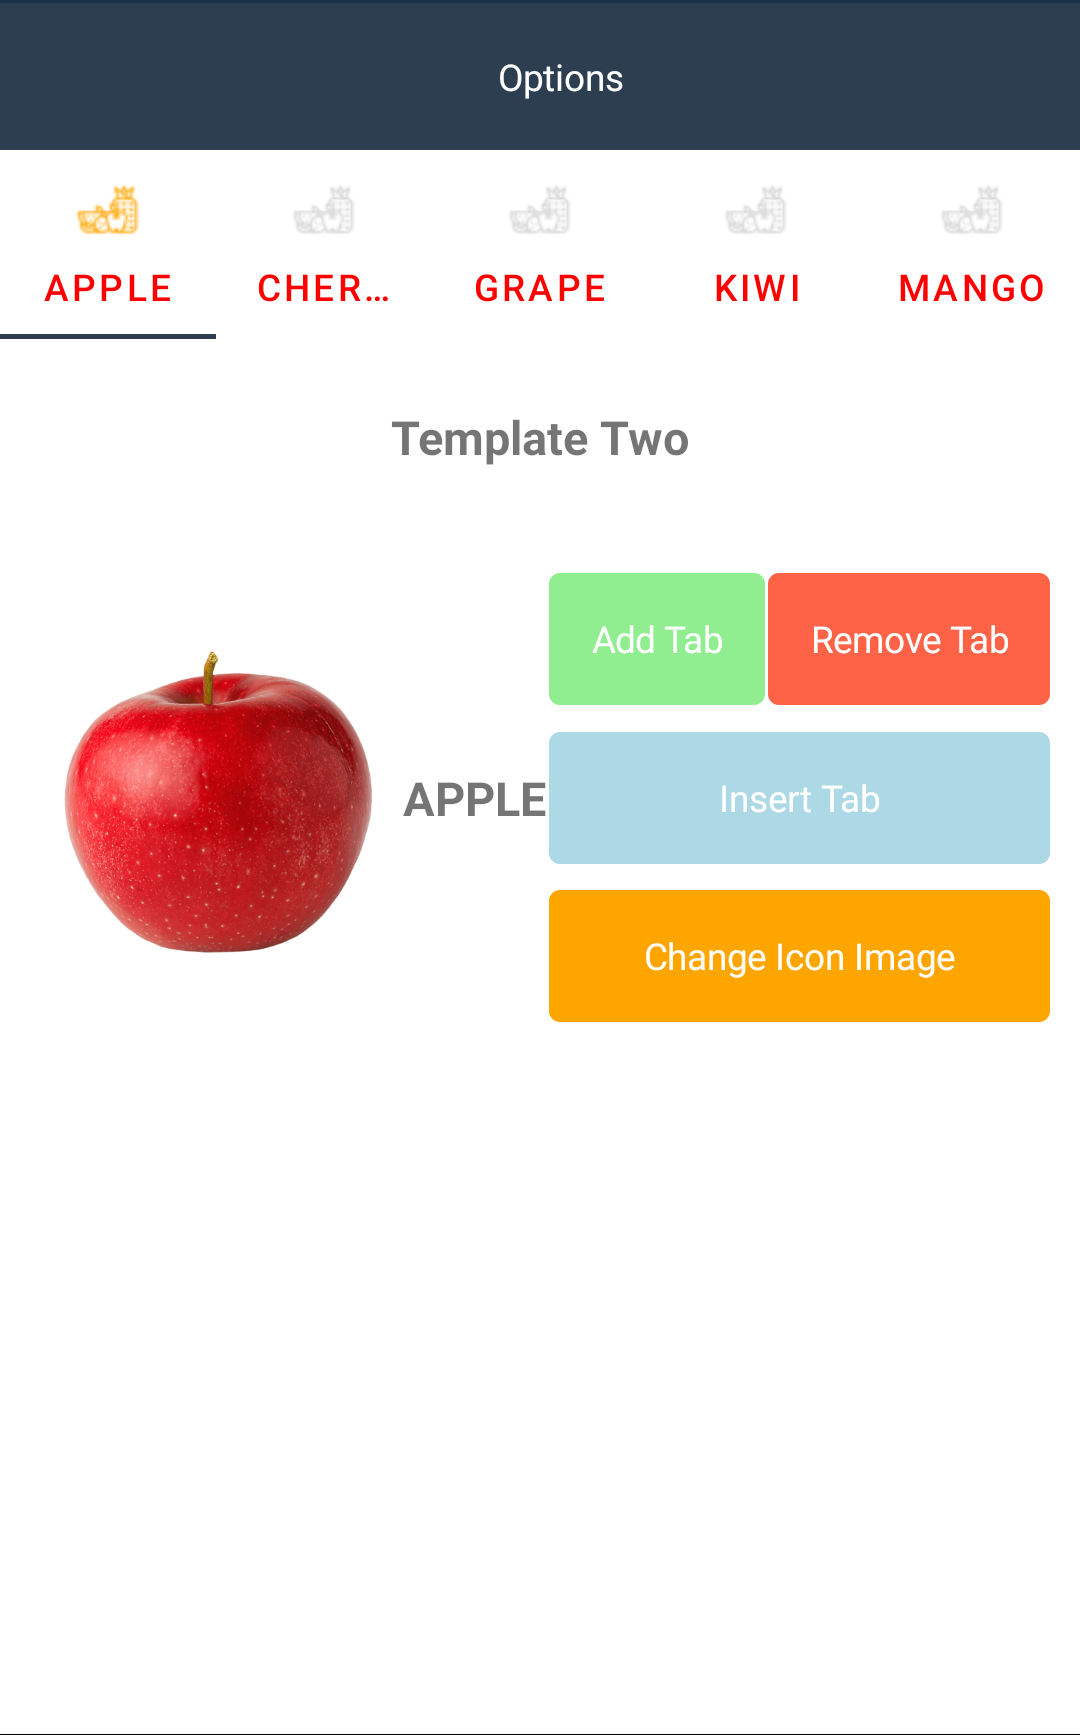 Options
APPLE
CHER...
GRAPE
KIWI
MANGO
Template Two
Add Tab
Remove Tab
APPLE
Insert Tab
Change Icon Image